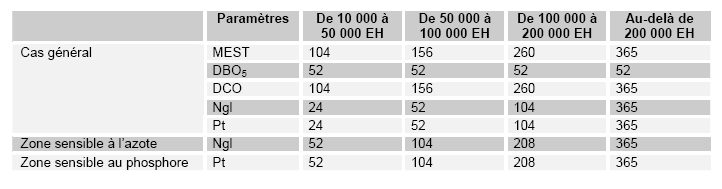 Paramètres De 10 000 à 50 000 EH De 50 000 à 100 000 EH De 100 000 à 200 000 EH Au-delà de 200 000 EH
Cas général MEST 104 156 260 365
DBO₅ 52 52 52 52
DCO 104 156 260 365
Ngl 24 52 104 365
Pt 24 52 104 365
Zone sensible à l'azote Ngl 52 104 208 365
Zone sensible au phosphore Pt 52 104 208 365